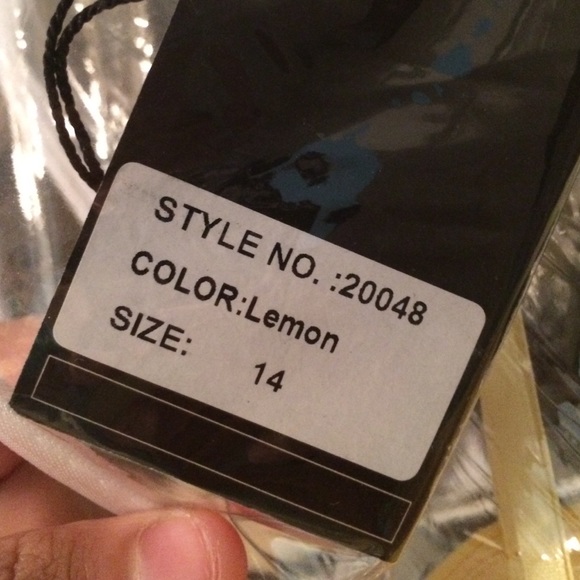 STYLE NO. :20048
COLOR:Lemon
SIZE: 14